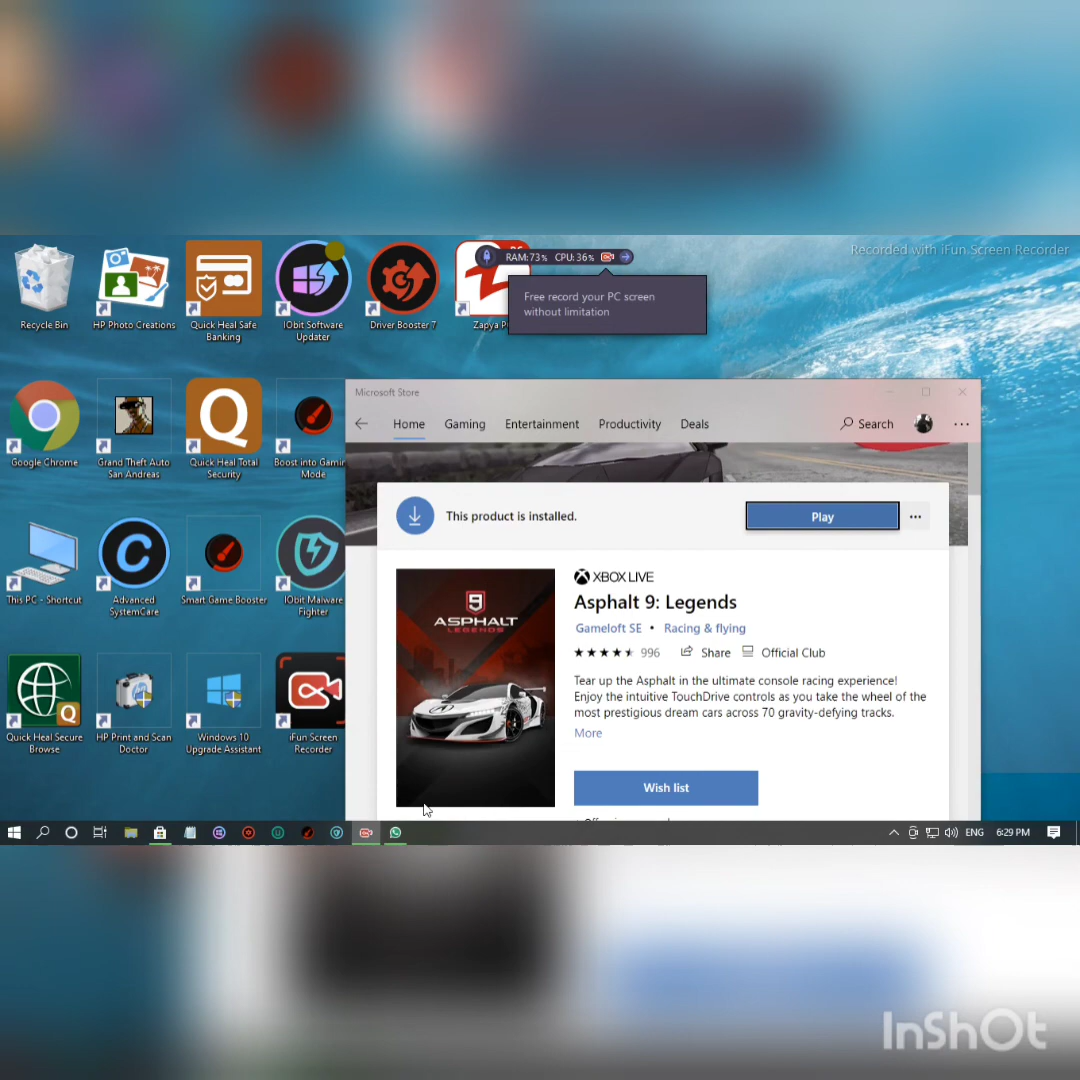 Recorded with iFun Screen Recorder
RAM:73% CPU:36%
Free record your PC screen
without limitation
Recycle Bin
HP Photo Creations
Quick Heal Safe
Banking
IObit Software
Updater
Driver Booster 7
Zapya P
Google Chrome
Grand Theft Auto
San Andreas
Quick Heal Total
Security
Boost into Gamin
Mode
This PC - Shortcut
Advanced
SystemCare
Smart Game Booster
IObit Malware
Fighter
Quick Heal Secure
Browse
HP Print and Scan
Doctor
Windows 10
Upgrade Assistant
iFun Screen
Recorder
Microsoft Store
Home Gaming Entertainment Productivity Deals Search
This product is installed.
Play
9
ASPHALT
LEGENDS
XBOX LIVE
Asphalt 9: Legends
Gameloft SE • Racing & flying
996 Share Official Club
Tear up the Asphalt in the ultimate console racing experience!
Enjoy the intuitive TouchDrive controls as you take the wheel of the
most prestigious dream cars across 70 gravity-defying tracks.
More
Wish list
ENG 6:29 PM
InShOt